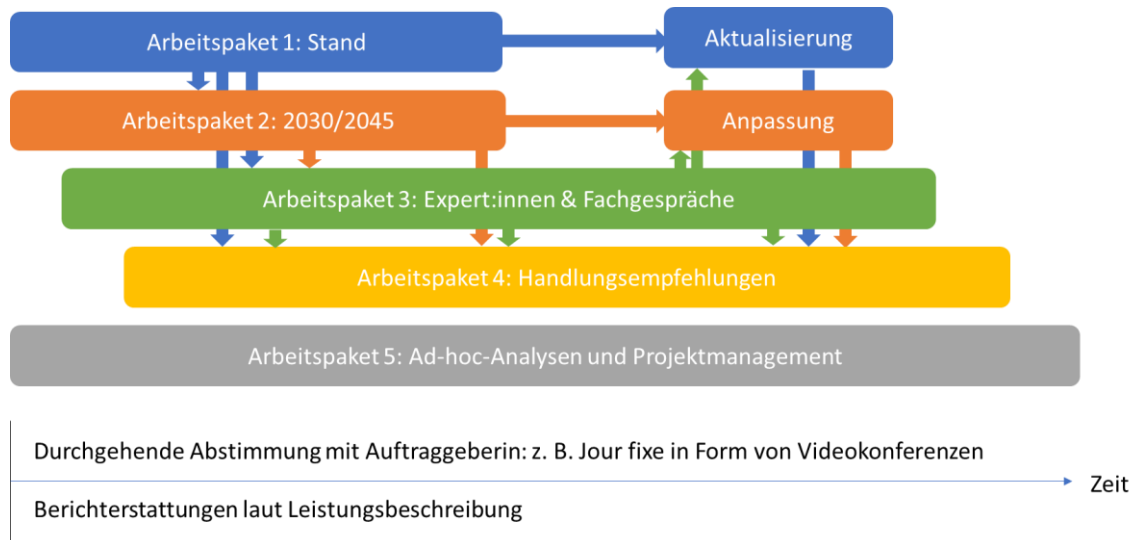 Arbeitspaket 1: Stand
Aktualisierung
Arbeitspaket 2: 2030/2045
Anpassung
Arbeitspaket 3: Expert:innen & Fachgespräche
Arbeitspaket 4: Handlungsempfehlungen
Arbeitspaket 5: Ad-hoc-Analysen und Projektmanagement
Durchgehende Abstimmung mit Auftraggeberin: z. B. Jour fixe in Form von Videokonferenzen
Zeit
Berichterstattungen laut Leistungsbeschreibung